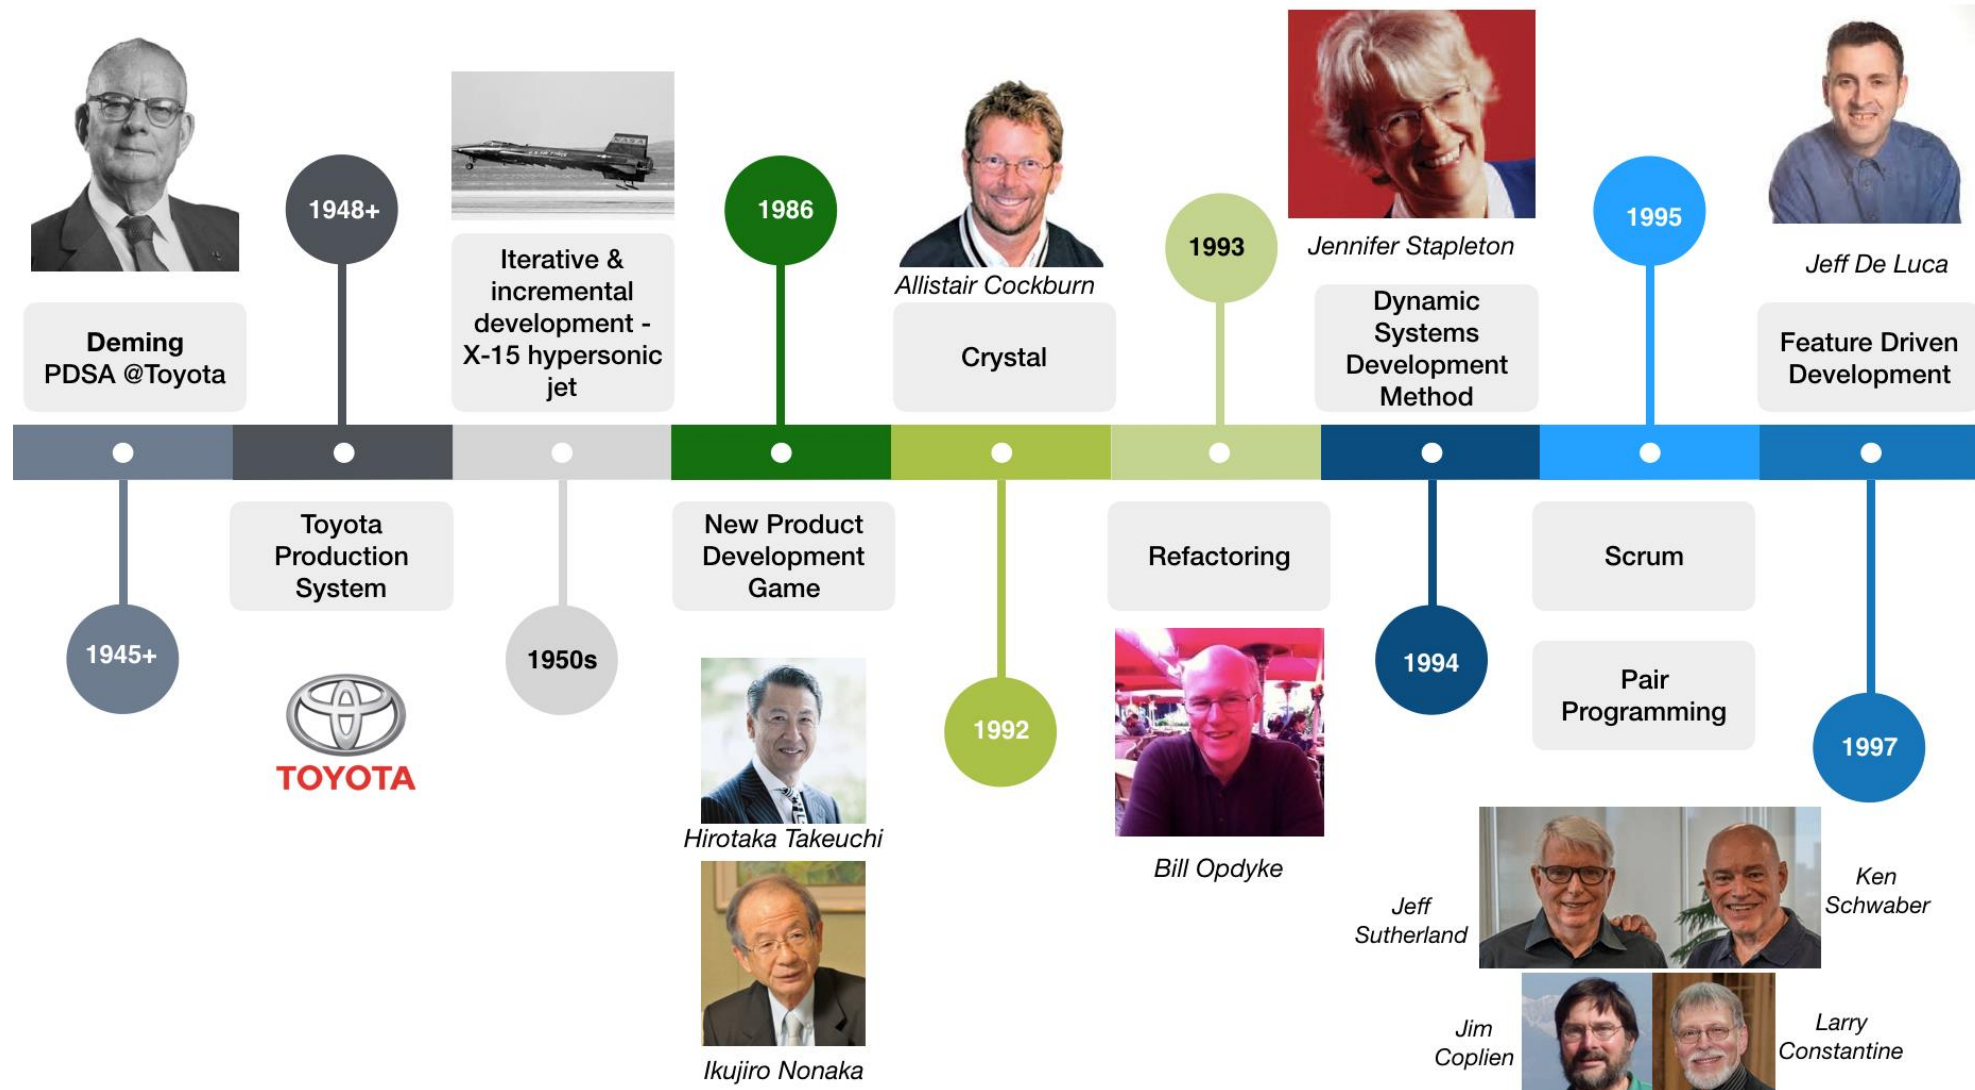 Deming
PDSA @Toyota
1945+
1948+
Toyota
Production
System
TOYOTA
Iterative &
incremental
development -
X-15 hypersonic
jet
1950s
1986
New Product
Development
Game
Hirotaka Takeuchi
Ikujiro Nonaka
Allistair Cockburn
Crystal
1992
1993
Refactoring
Bill Opdyke
Jennifer Stapleton
Dynamic
Systems
Development
Method
1994
1995
Scrum
Pair
Programming
Jeff
Sutherland
Ken
Schwaber
Jim
Coplien
Larry
Constantine
Jeff De Luca
Feature Driven
Development
1997